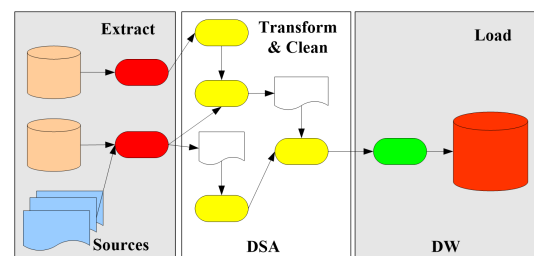 Extract
Transform
& Clean
Load
Sources
DSA
DW